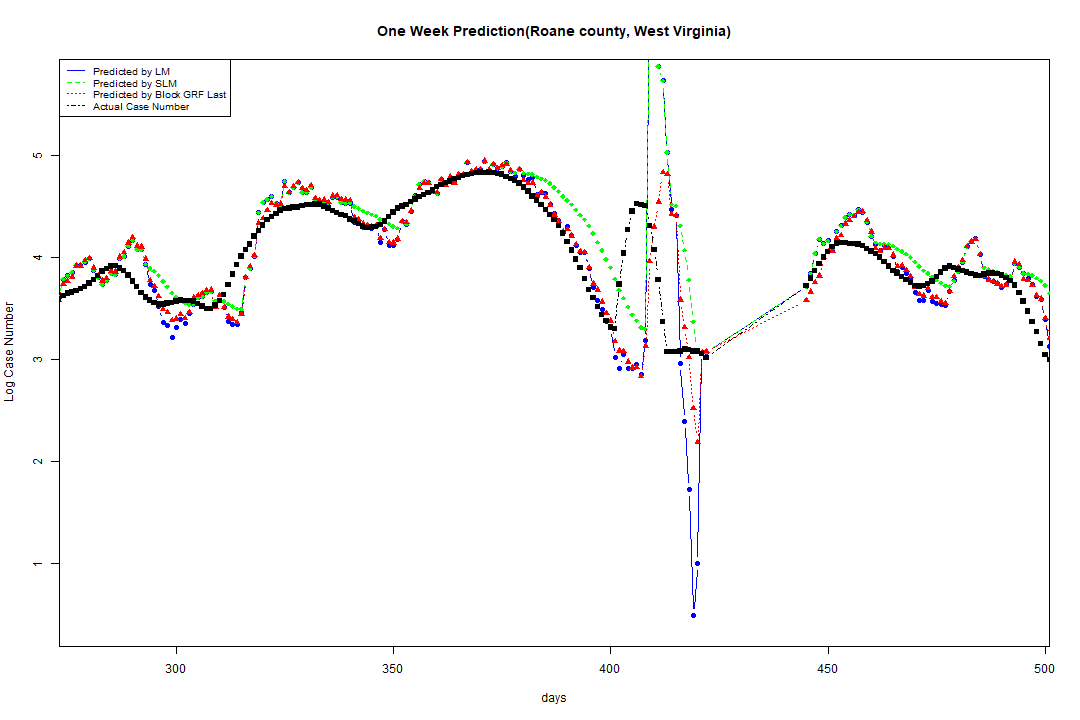 One Week Prediction(Roane county, West Virginia)
Predicted by LM
Predicted by SLM
Predicted by Block GRF Last
Actual Case Number
5
4
3
2
1
Log Case Number
300 350 400 450 500
days